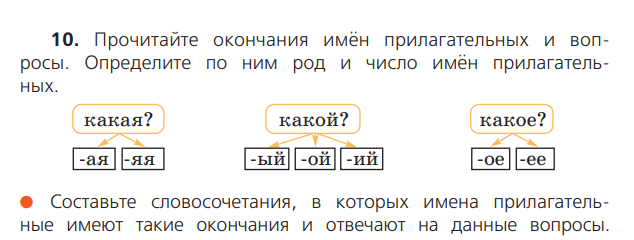 10. Прочитайте окончания имён прилагательных и воп-
росы. Определите по ним род и число имён прилагатель-
ных.
какая? какой? какое?
-ая -яя -ый -ой -ий -ое -ее
Составьте словосочетания, в которых имена прилагатель-
ные имеют такие окончания и отвечают на данные вопросы.